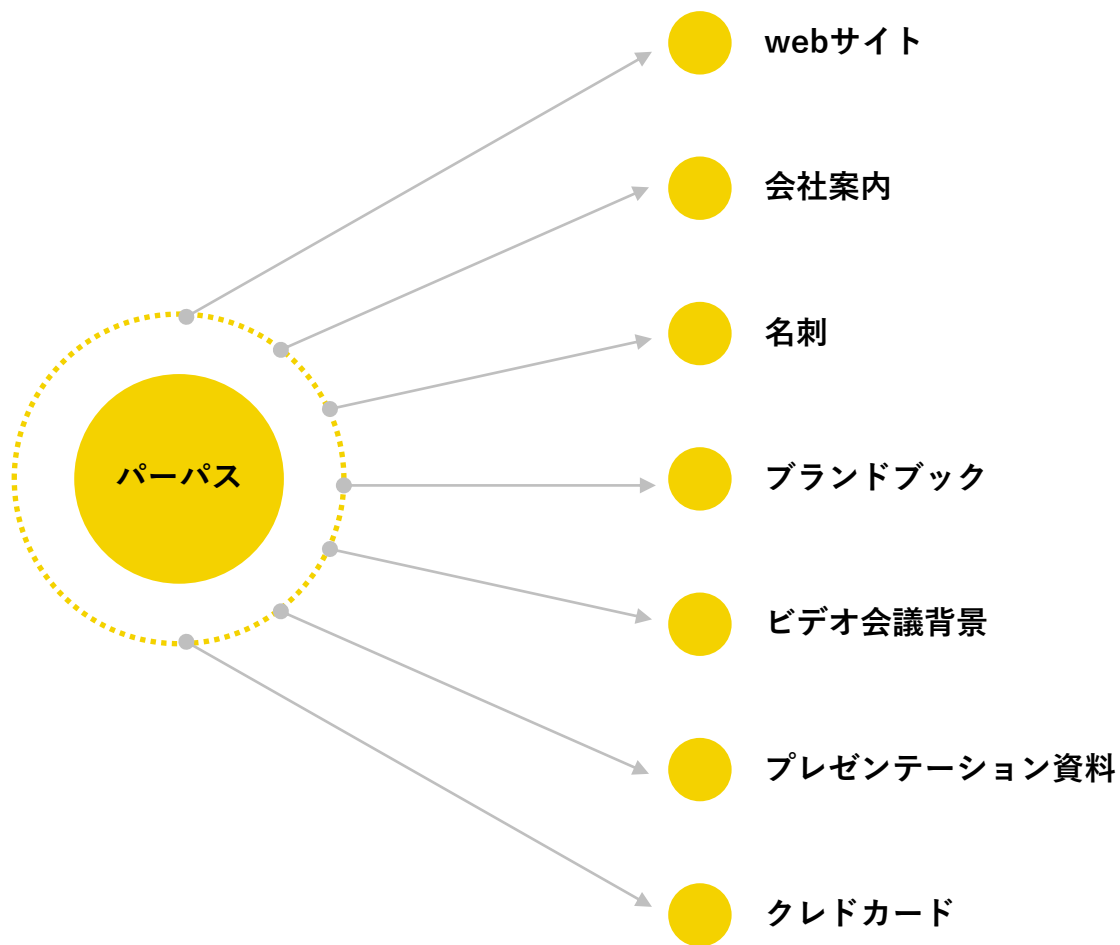 webサイト
会社案内
名刺
パーパス
ブランドブック
ビデオ会議背景
プレゼンテーション資料
クレドカード